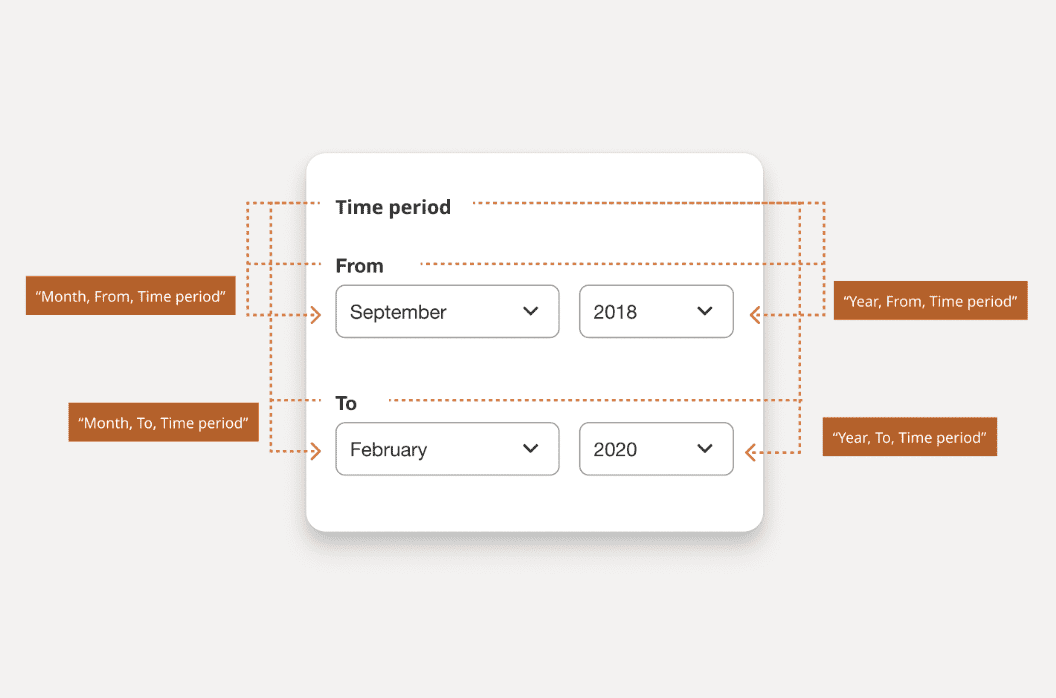 Time period
From
“Month, From, Time period”
September
2018
“Year, From, Time period”
To
“Month, To, Time period”
February
2020
“Year, To, Time period”